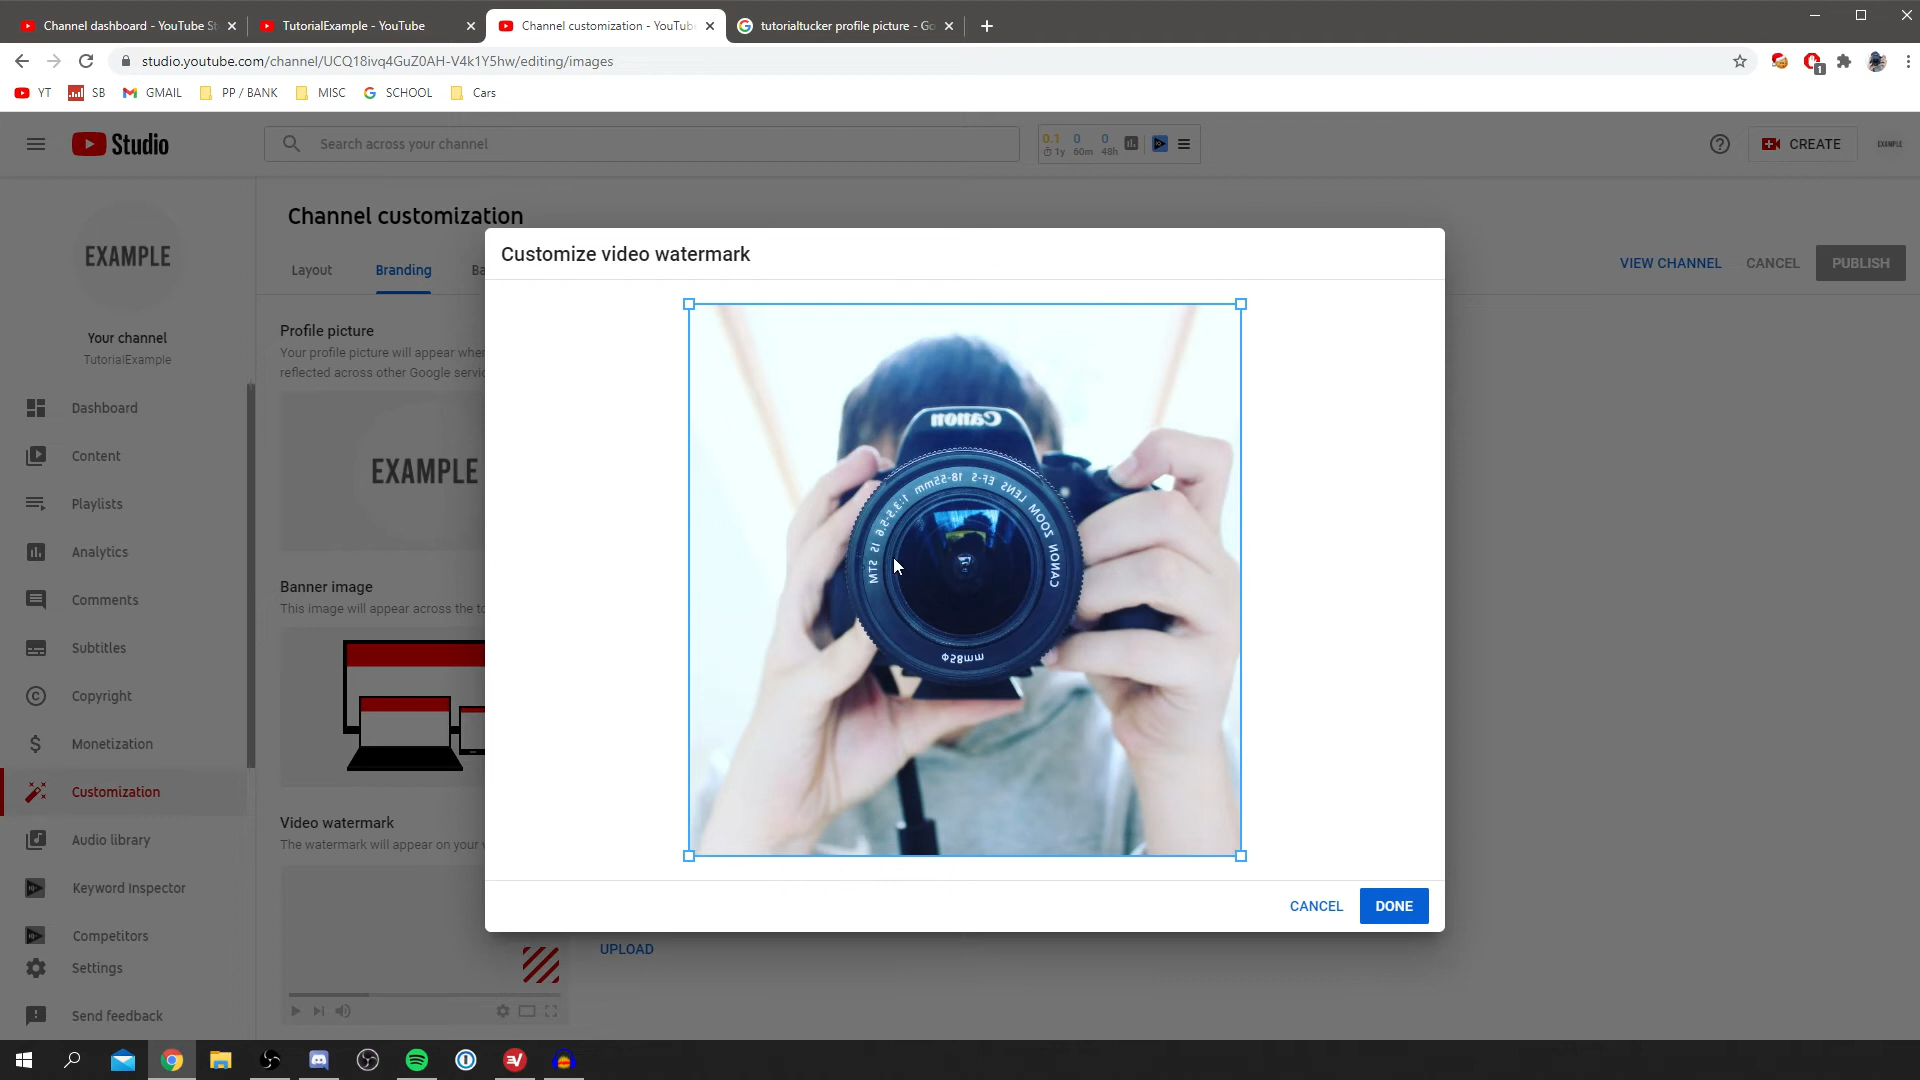 Channel dashboard - YouTube St
TutorialExample - YouTube
Channel customization - YouTube
tutorialtucker profile picture - Go
studio.youtube.com/channel/UCQ18ivq4GuZ0AH-V4k1Y5hw/editing/images
1
YT
SB
GMAIL
PP / BANK
MISC
SCHOOL
Cars
Studio
Search across your channel
0.1 0 0
1y 60m 48h
CREATE
EXAMPLE
Channel customization
Layout
Branding
Ba
VIEW CHANNEL
CANCEL
PUBLISH
EXAMPLE
Your channel
TutorialExample
Dashboard
Content
Playlists
Analytics
Comments
Subtitles
Copyright
Monetization
Customization
Audio library
Keyword Inspector
Competitors
Settings
Send feedback
Profile picture
Your profile picture will appear wher
reflected across other Google servic
EXAMPLE
Banner image
This image will appear across the to
Video watermark
The watermark will appear on your v
UPLOAD
Customize video watermark
Canon
CANON ZOOM LENS EF-S 18-55mm 1:3.5-5.6 IS STM
Φ58mm
CANCEL
DONE